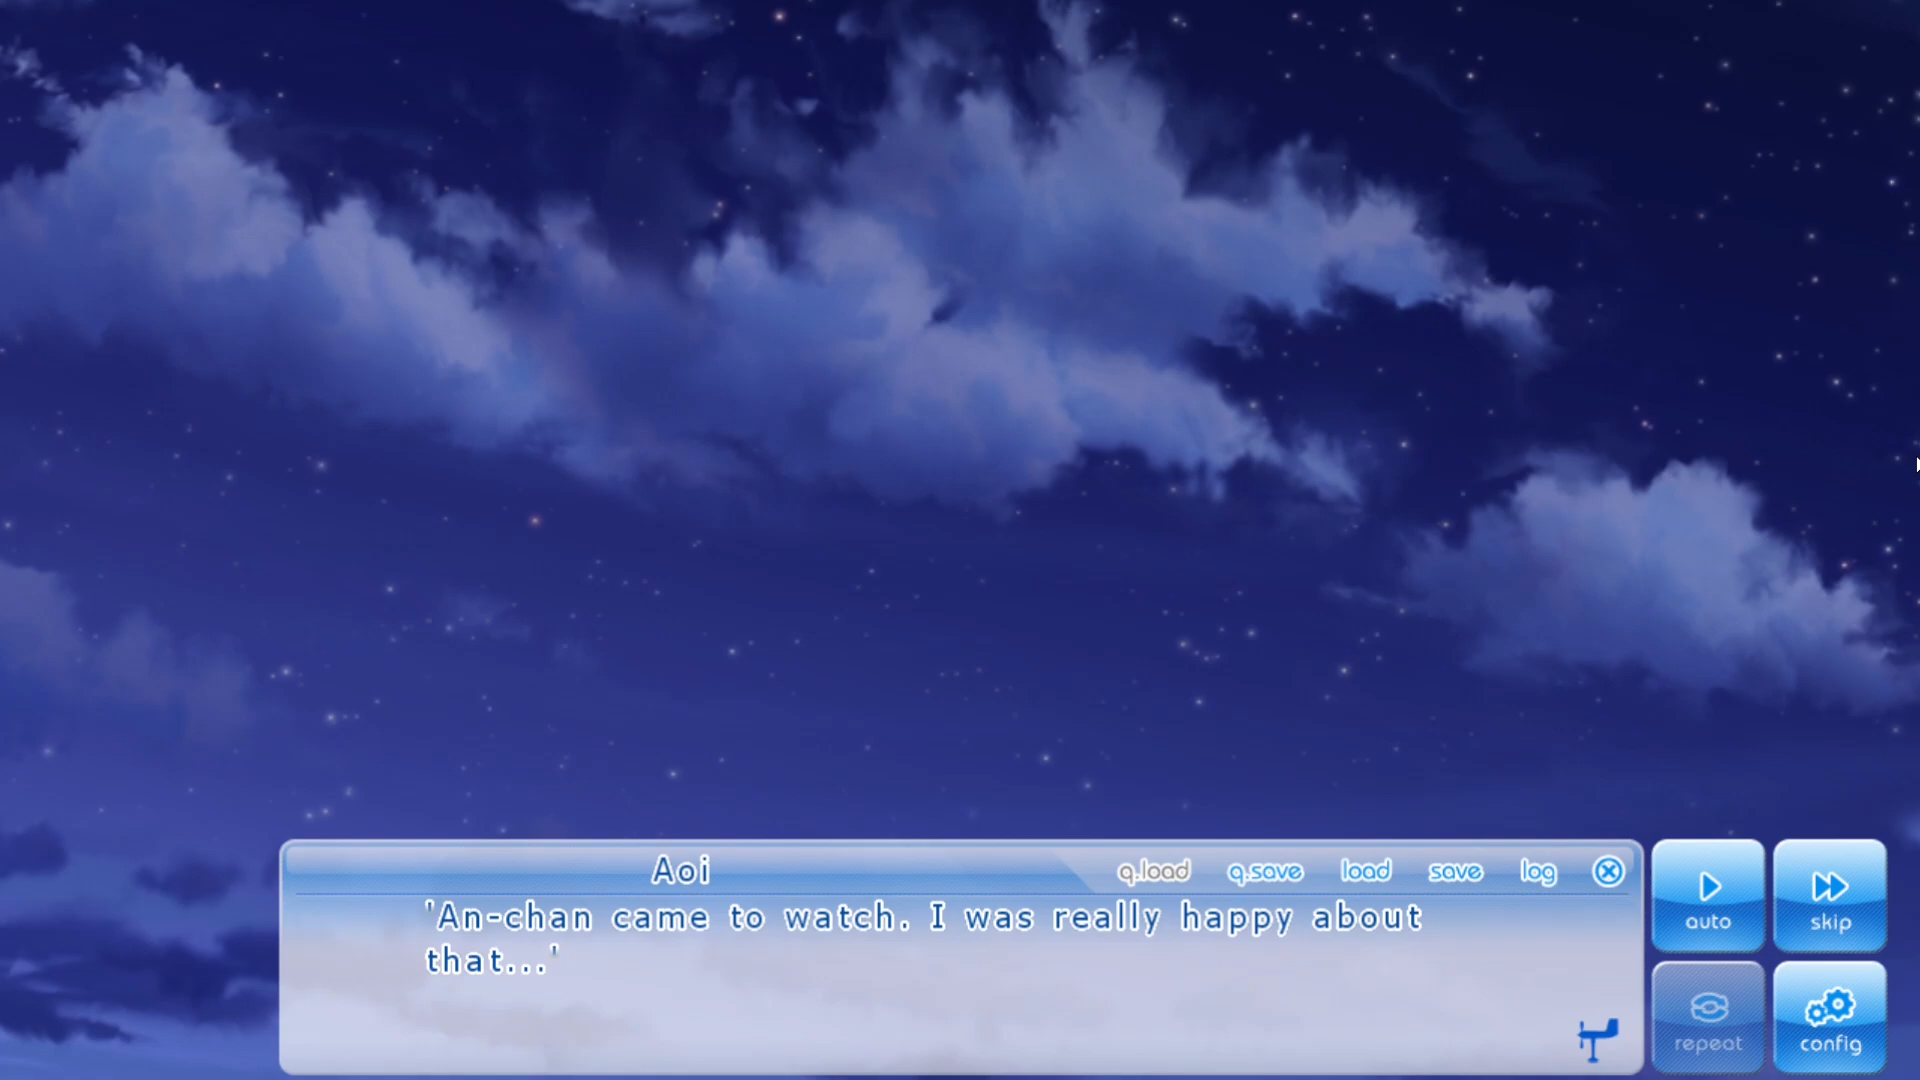 Aoi
q.load
q.save
load
save
log
'An-chan came to watch. I was really happy about
that...'
auto
skip
repeat
config